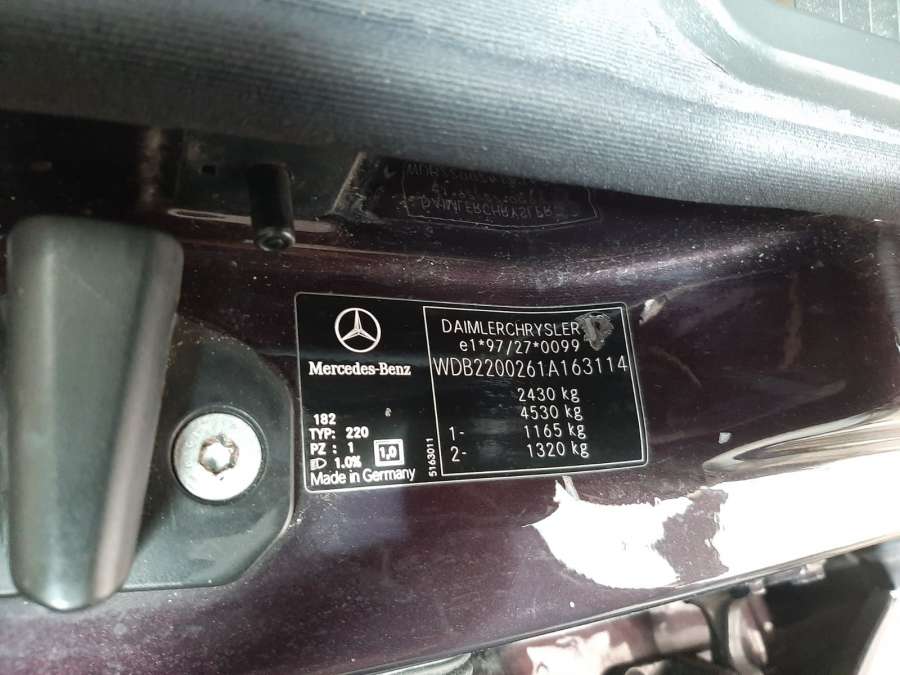 Mercedes-Benz
182
TYP: 220
PZ : 1
1.0%
1,0
Made in Germany
5163011
DAIMLERCHRYSLER
e1*97/27*0099
WDB2200261A163114
2430 kg
4530 kg
1- 1165 kg
2- 1320 kg